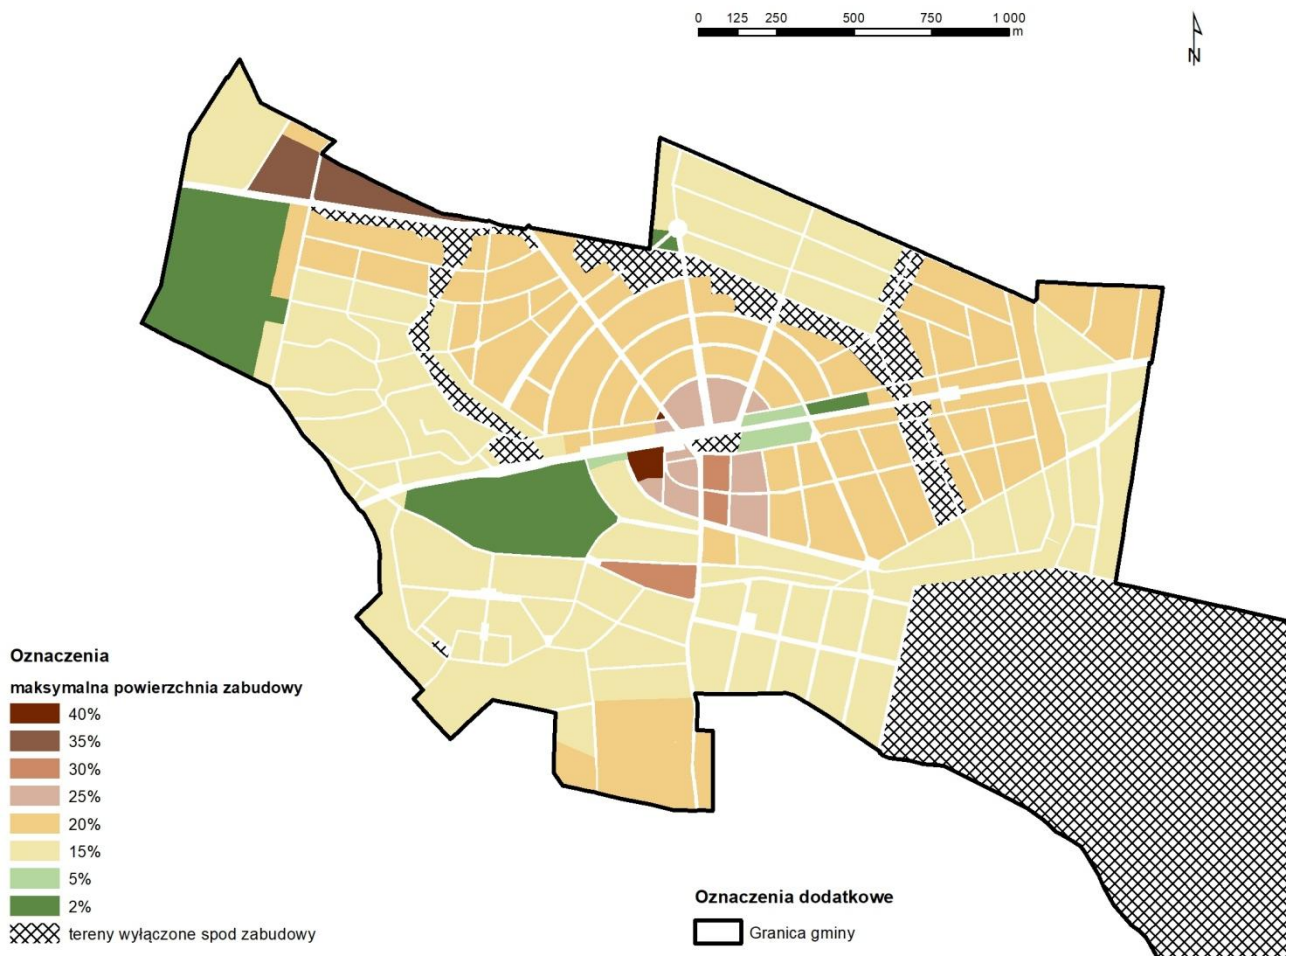 0 125 250 500 750 1 000
m
N
Oznaczenia
maksymalna powierzchnia zabudowy
40%
35%
30%
25%
20%
15%
5%
2%
tereny wyłączone spod zabudowy
Oznaczenia dodatkowe
Granica gminy